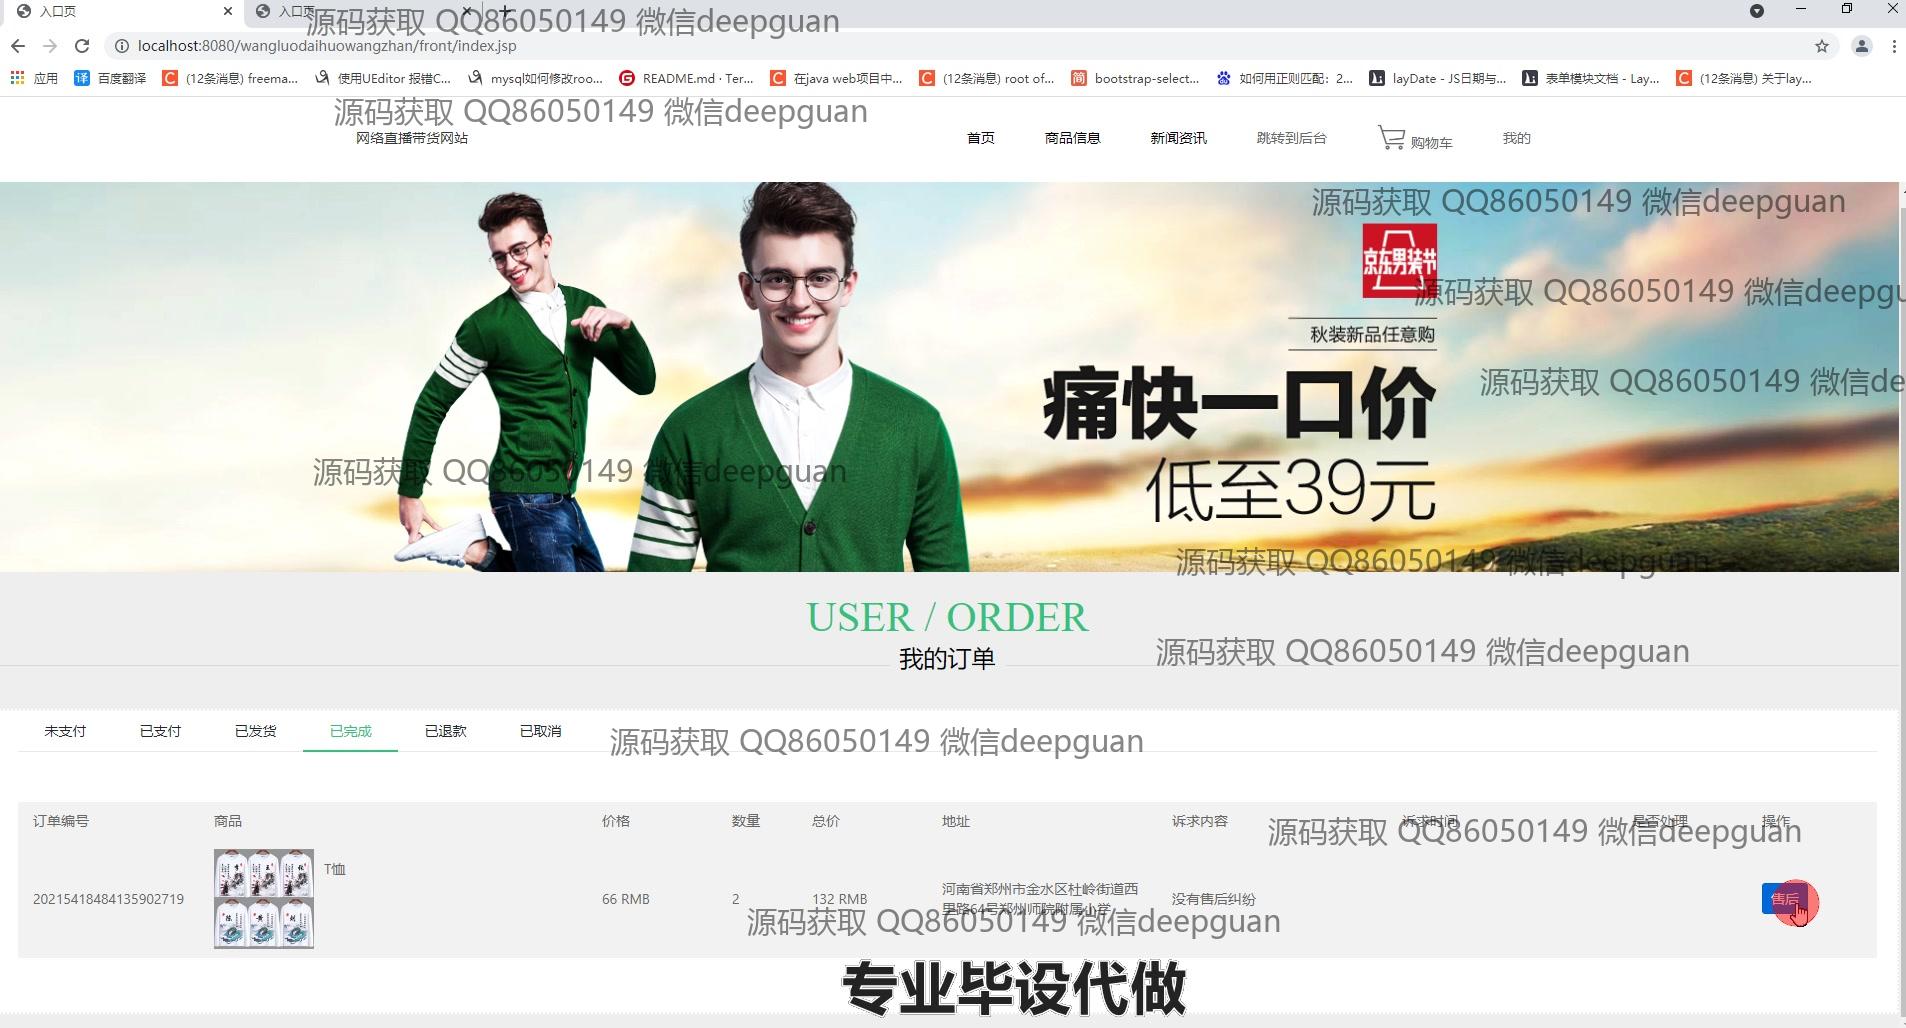 入口页
入口页
源码获取 QQ86050149 微信deepguan
localhost:8080/wangluodaihuowangzhan/front/index.jsp
应用
百度翻译
(12条消息) freema...
使用UEditor 报错C...
mysql如何修改roo...
README.md · Ter...
在java web项目中...
(12条消息) root of...
bootstrap-select...
如何用正则匹配：2...
layDate - JS日期与...
表单模块文档 - Lay...
(12条消息) 关于lay...
源码获取 QQ86050149 微信deepguan
网络直播带货网站
首页
商品信息
新闻资讯
跳转到后台
购物车
我的
源码获取 QQ86050149 微信deepguan
京东男装节
源码获取 QQ86050149 微信deepgu
秋装新品任意购
痛快一口价
源码获取 QQ86050149 微信de
低至39元
源码获取 QQ86050149 微信deepguan
源码获取 QQ86050149 微信deepguan
USER / ORDER
我的订单
源码获取 QQ86050149 微信deepguan
未支付
已支付
已发货
已完成
已退款
已取消
源码获取 QQ86050149 微信deepguan
订单编号
商品
价格
数量
总价
地址
诉求内容
诉求时间
是否处理
操作
源码获取 QQ86050149 微信deepguan
T恤
20215418484135902719
66 RMB
2
132 RMB
河南省郑州市金水区杜岭街道西
里路64号郑州师院附属小学
没有售后纠纷
售后
源码获取 QQ86050149 微信deepguan
专业毕设代做